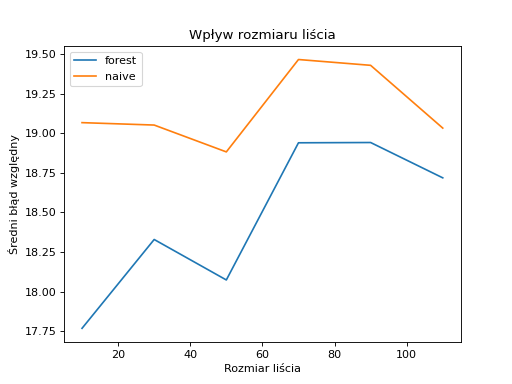 Wpływ rozmiaru liścia
forest
naive
Średni błąd względny
19.50
19.25
19.00
18.75
18.50
18.25
18.00
17.75
20 40 60 80 100
Rozmiar liścia